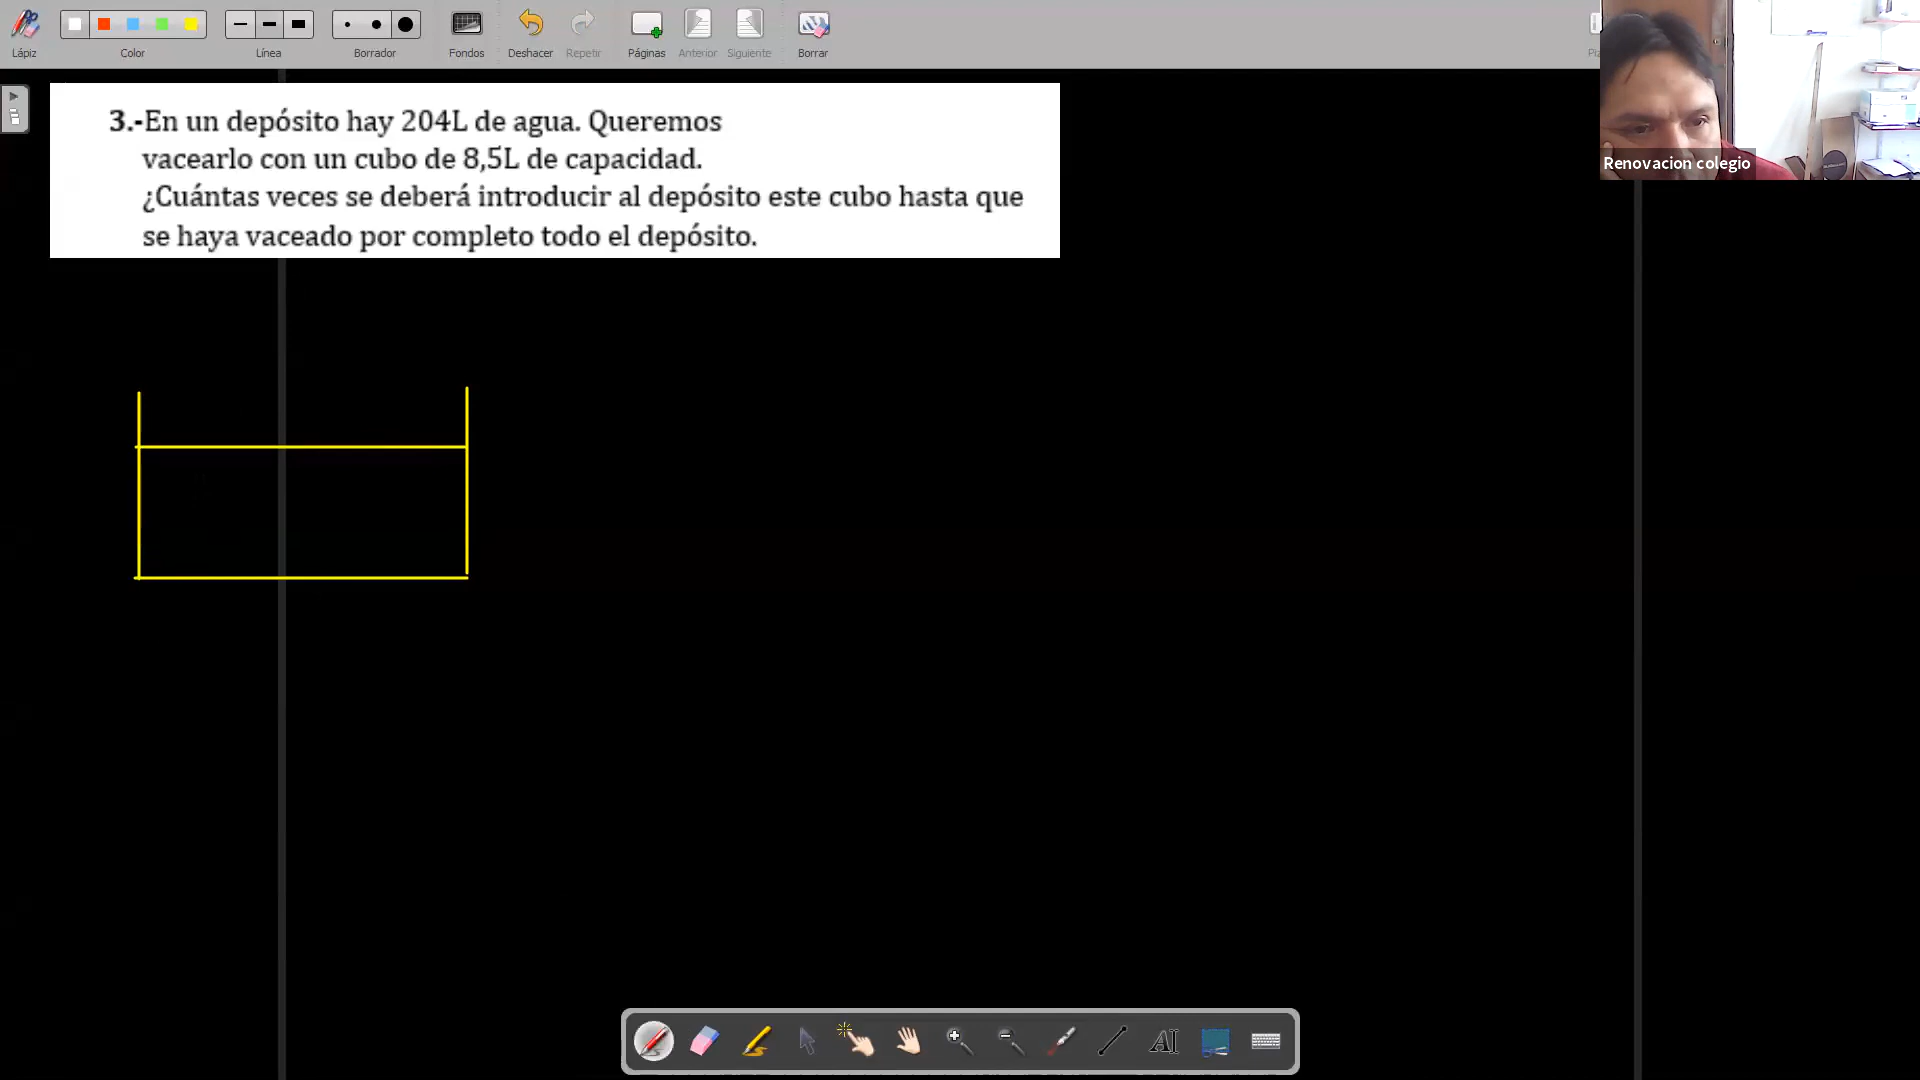 Lápiz
Color
Línea
Borrador
Fondos
Deshacer
Repetir
Páginas
Anterior
Siguiente
Borrar
Renovacion colegio
3.-En un depósito hay 204L de agua. Queremos
vacearlo con un cubo de 8,5L de capacidad.
¿Cuántas veces se deberá introducir al depósito este cubo hasta que
se haya vaceado por completo todo el depósito.
AI